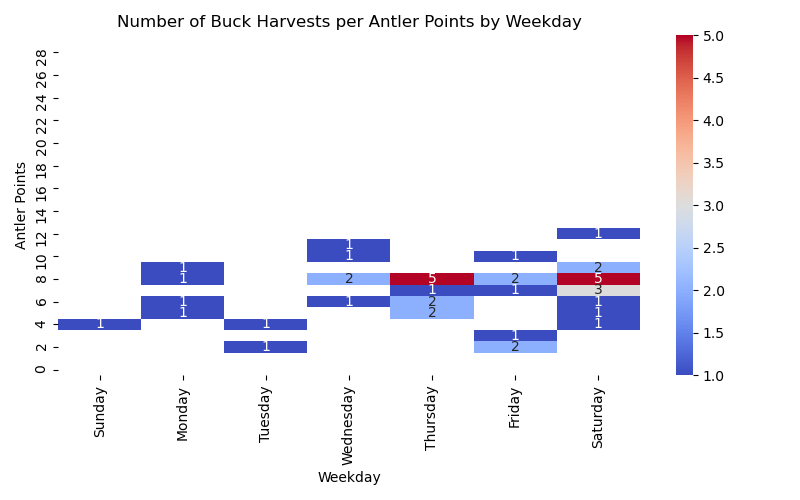 Number of Buck Harvests per Antler Points by Weekday
Antler Points
28
26
24
22
20
18
16
14
12
10
8
6
4
2
0
1
1
1 1
1 2
1 2 5 2 5
1 1 3
1 1 2 1
1 2 1
1 1 1
1
1 2
Sunday
Monday
Tuesday
Wednesday
Thursday
Friday
Saturday
Weekday
5.0
4.5
4.0
3.5
3.0
2.5
2.0
1.5
1.0